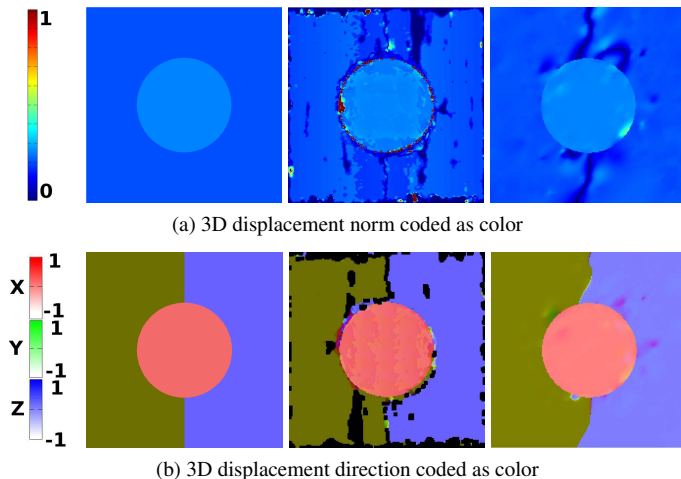 1
0
(a) 3D displacement norm coded as color
X
1
-1
Y
1
-1
Z
1
-1
(b) 3D displacement direction coded as color